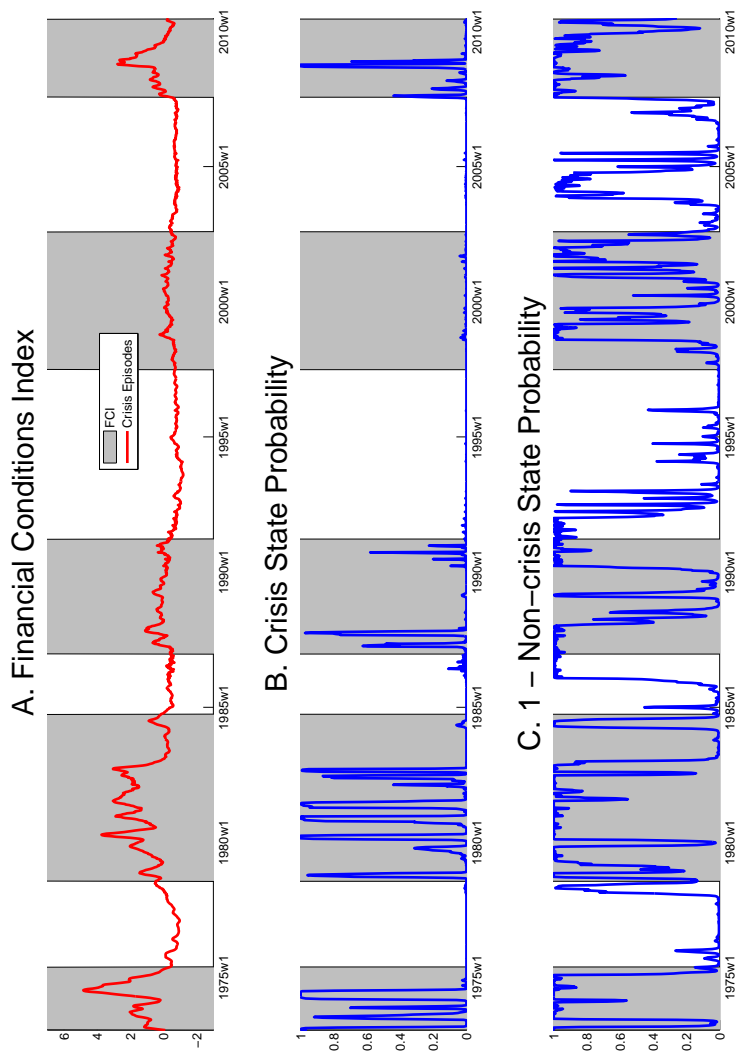 A. Financial Conditions Index
6
4
2
0
−2
FCI
Crisis Episodes
1975w1 1980w1 1985w1 1990w1 1995w1 2000w1 2005w1 2010w1
B. Crisis State Probability
1
0.8
0.6
0.4
0.2
0
1975w1 1980w1 1985w1 1990w1 1995w1 2000w1 2005w1 2010w1
C. 1 − Non−crisis State Probability
1
0.8
0.6
0.4
0.2
0
1975w1 1980w1 1985w1 1990w1 1995w1 2000w1 2005w1 2010w1